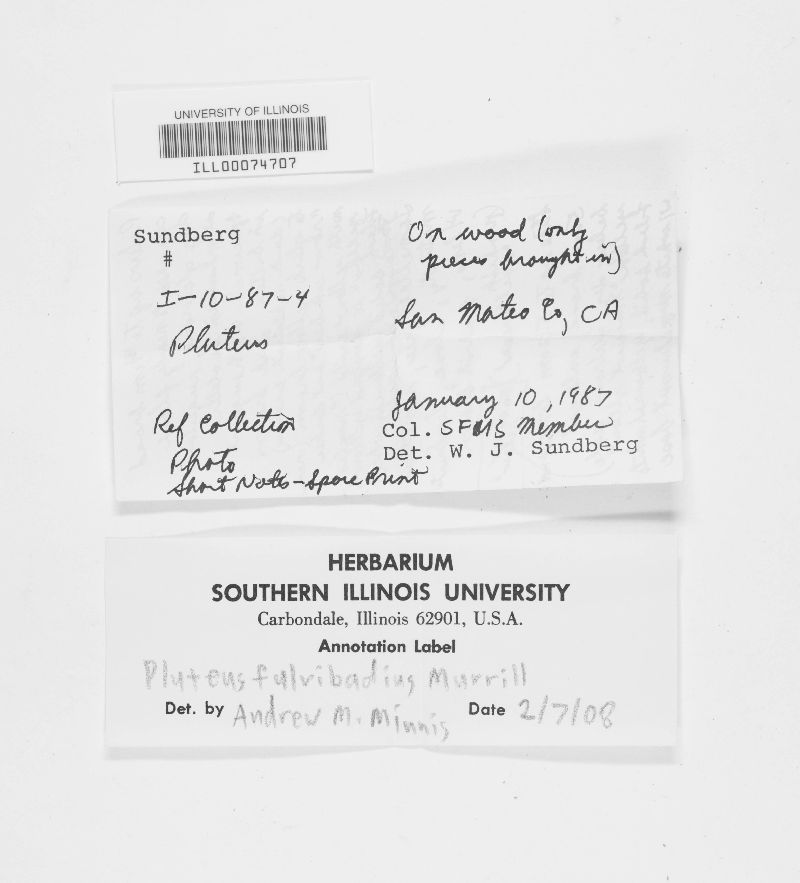 UNIVERSITY OF ILLINOIS
ILL00074707
Sundberg
#
I-10-87-4
Pluteus
Ref Collection
Photo
Short Note-Spore Print
On wood (only
pieces brought in)
San Mateo Co, CA
January 10, 1987
Col. SFMS Member
Det. W. J. Sundberg
HERBARIUM
SOUTHERN ILLINOIS UNIVERSITY
Carbondale, Illinois 62901, U.S.A.
Annotation Label
Pluteus fulvibadius Murrill
Det. by Andrew M. Minnis Date 2/7/08